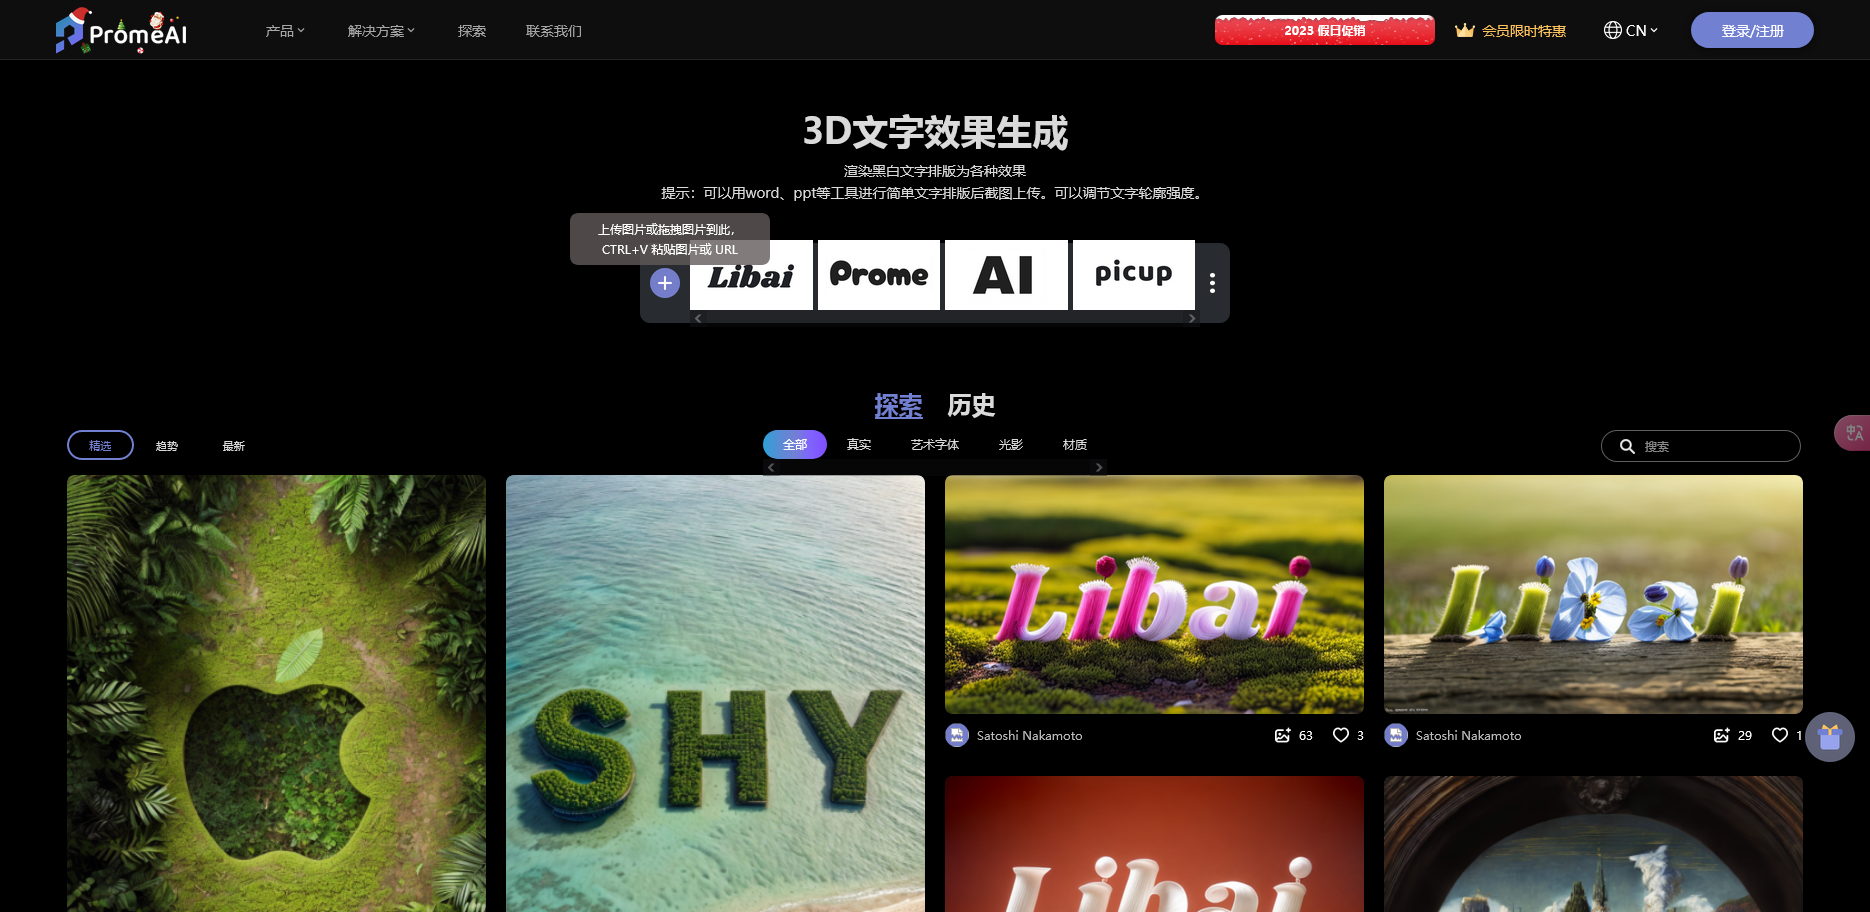 PromeAI
产品
解决方案
探索
联系我们
2023 假日促销
会员限时特惠
CN
登录/注册
3D文字效果生成
渲染黑白文字排版为各种效果
提示：可以用word、ppt等工具进行简单文字排版后截图上传。可以调节文字轮廓强度。
上传图片或拖拽图片到此，
CTRL+V 粘贴图片或 URL
Libai
Prome
AI
picup
探索
历史
精选
趋势
最新
全部
真实
艺术字体
光影
材质
搜索
SHY
Libai
Libai
Satoshi Nakamoto
63
3
Satoshi Nakamoto
29
1
Libai